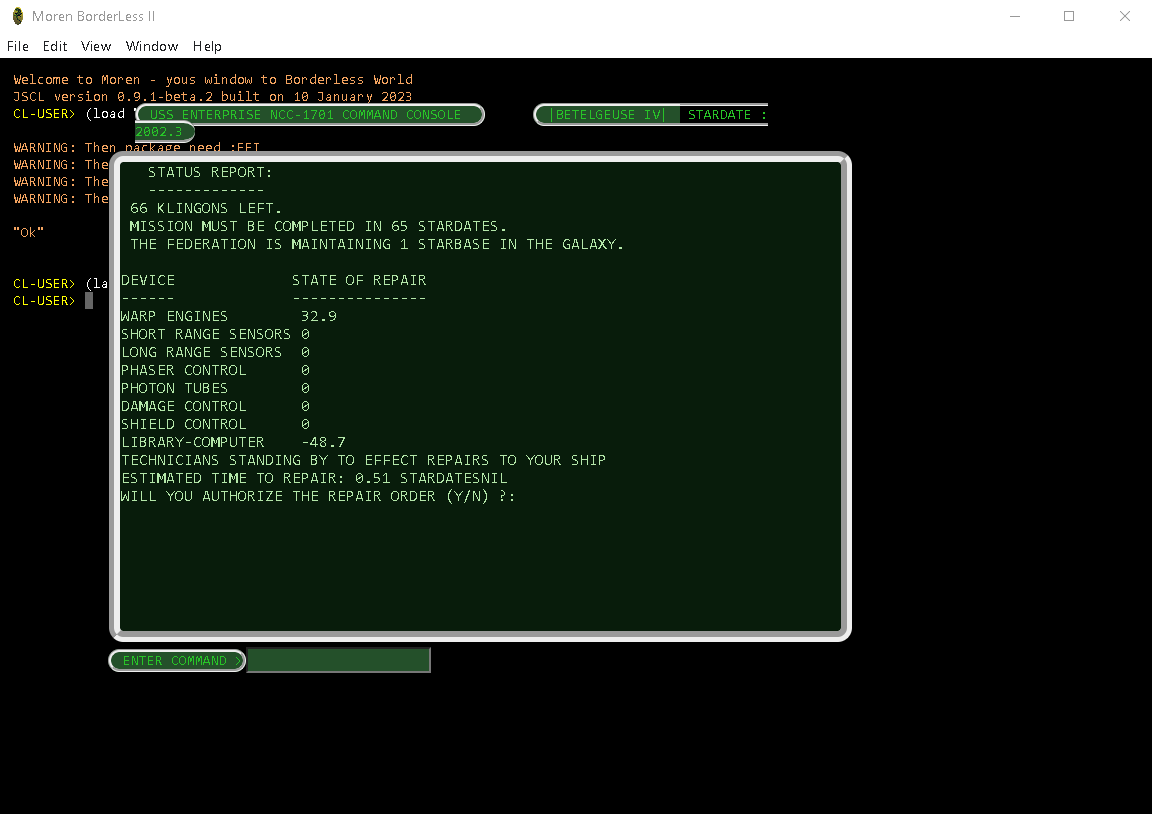 Moren BorderLess II
File Edit View Window Help
Welcome to Moren - yous window to Borderless World
JSCL version 0.9.1-beta.2 built on 10 January 2023
CL-USER> (load "
USS ENTERPRISE NCC-1701 COMMAND CONSOLE |BETELGEUSE IV| STARDATE :
2002.3
WARNING: Then package need :FFI
WARNING: The
WARNING: The
WARNING: The
"Ok"
CL-USER> (la
CL-USER>
STATUS REPORT:
-------------
66 KLINGONS LEFT.
MISSION MUST BE COMPLETED IN 65 STARDATES.
THE FEDERATION IS MAINTAINING 1 STARBASE IN THE GALAXY.
DEVICE STATE OF REPAIR
------ ---------------
WARP ENGINES 32.9
SHORT RANGE SENSORS 0
LONG RANGE SENSORS 0
PHASER CONTROL 0
PHOTON TUBES 0
DAMAGE CONTROL 0
SHIELD CONTROL 0
LIBRARY-COMPUTER -48.7
TECHNICIANS STANDING BY TO EFFECT REPAIRS TO YOUR SHIP
ESTIMATED TIME TO REPAIR: 0.51 STARDATESNIL
WILL YOU AUTHORIZE THE REPAIR ORDER (Y/N) ?:
ENTER COMMAND >